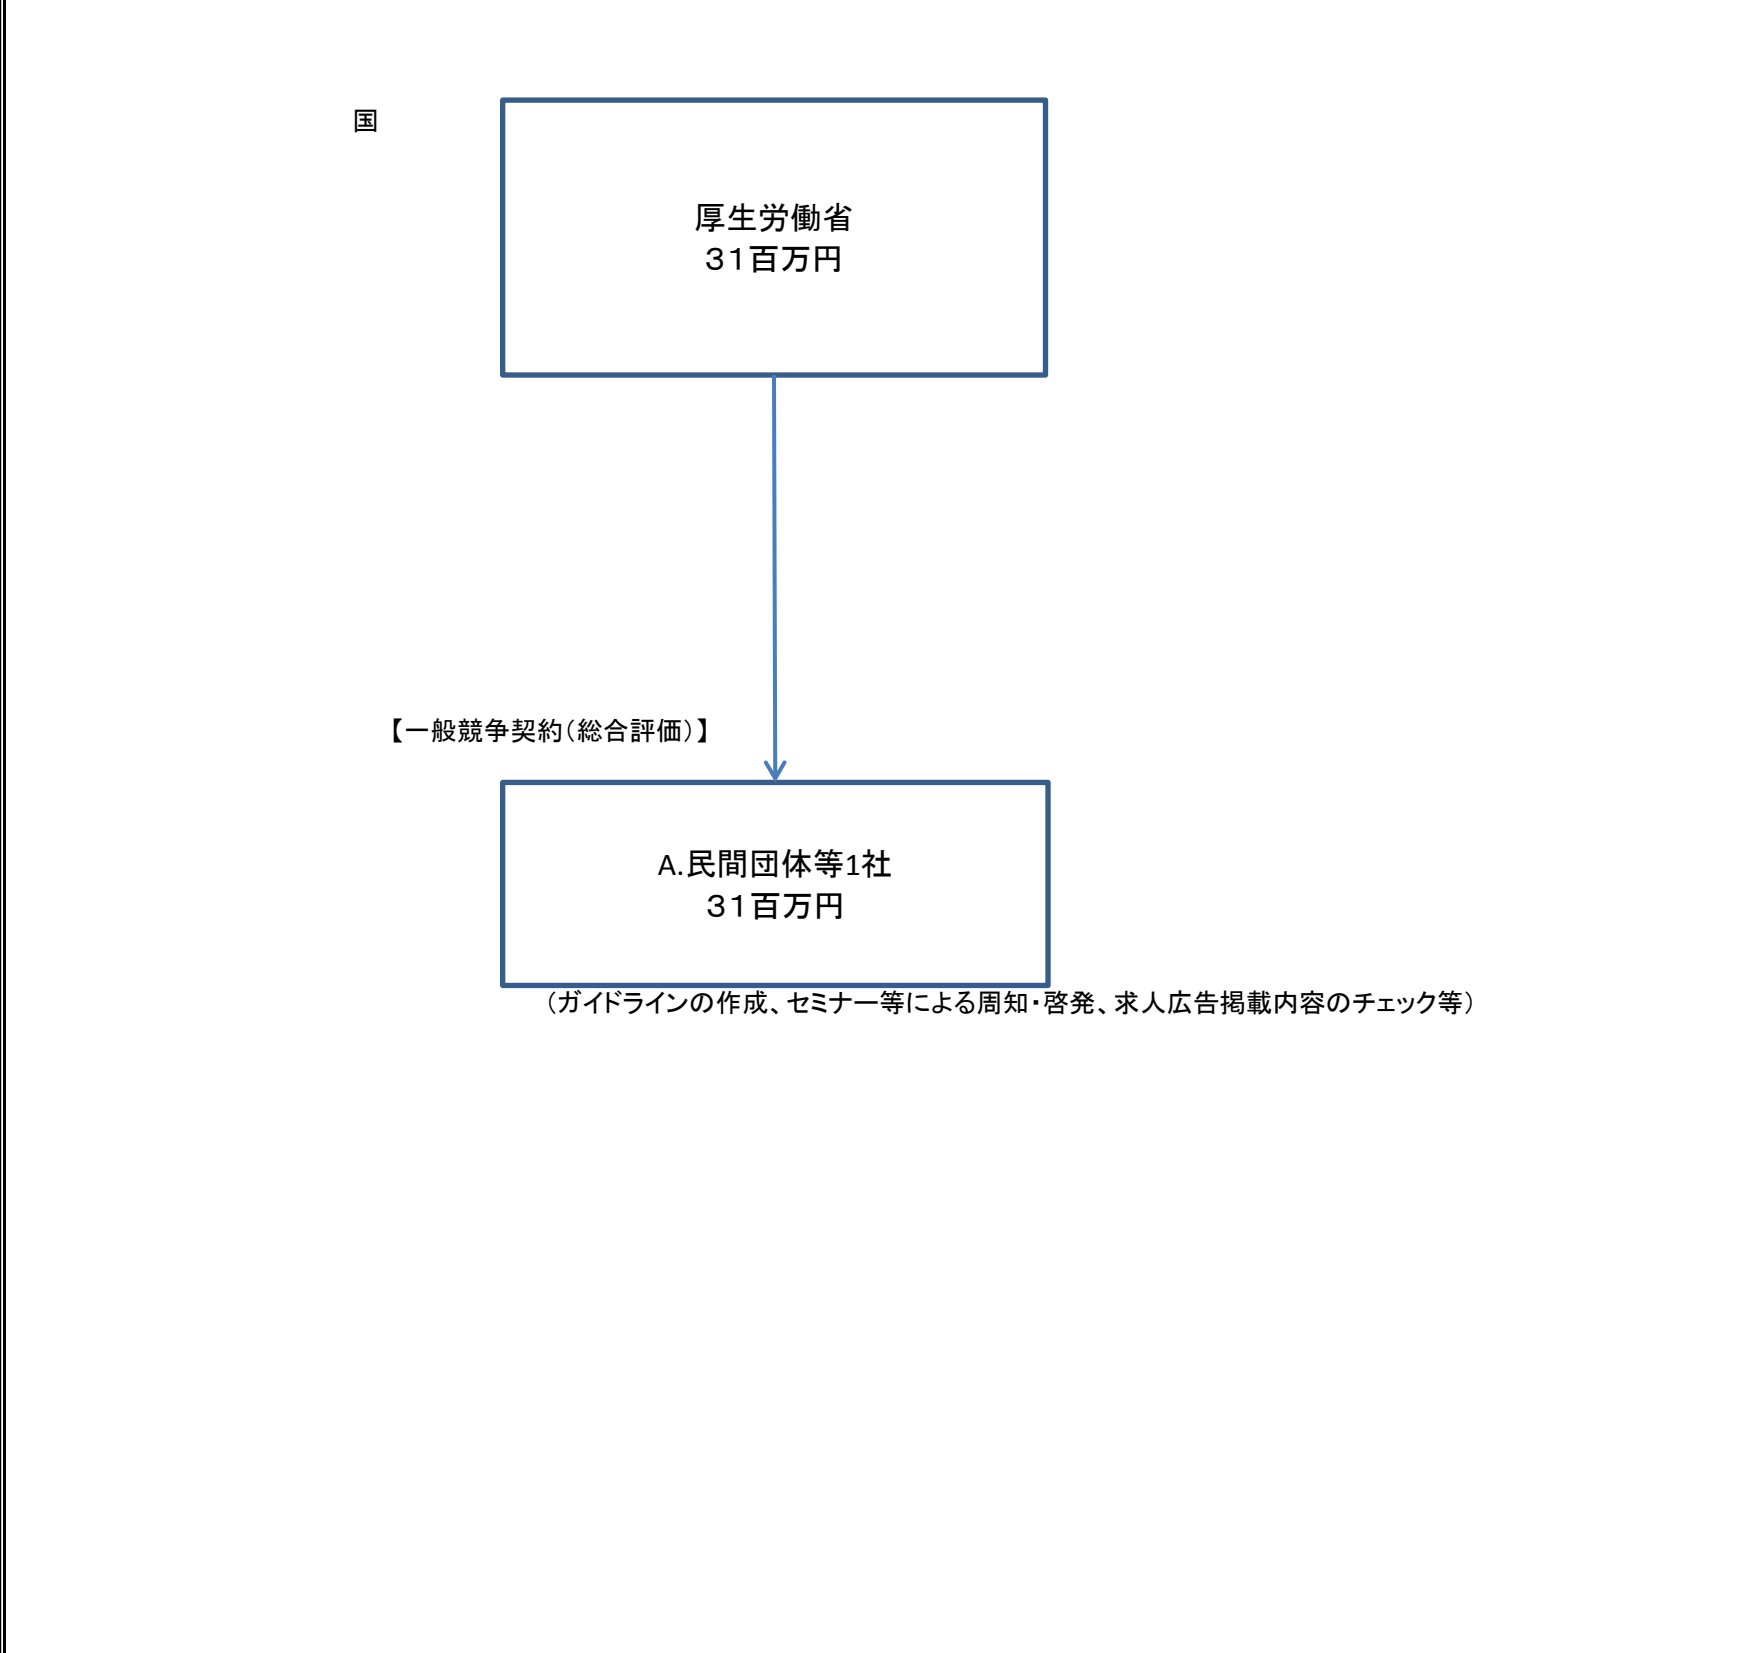 国
厚生労働省
３１百万円
【一般競争契約（総合評価）】
A.民間団体等1社
３１百万円
（ガイドラインの作成、セミナー等による周知・啓発、求人広告掲載内容のチェック等）